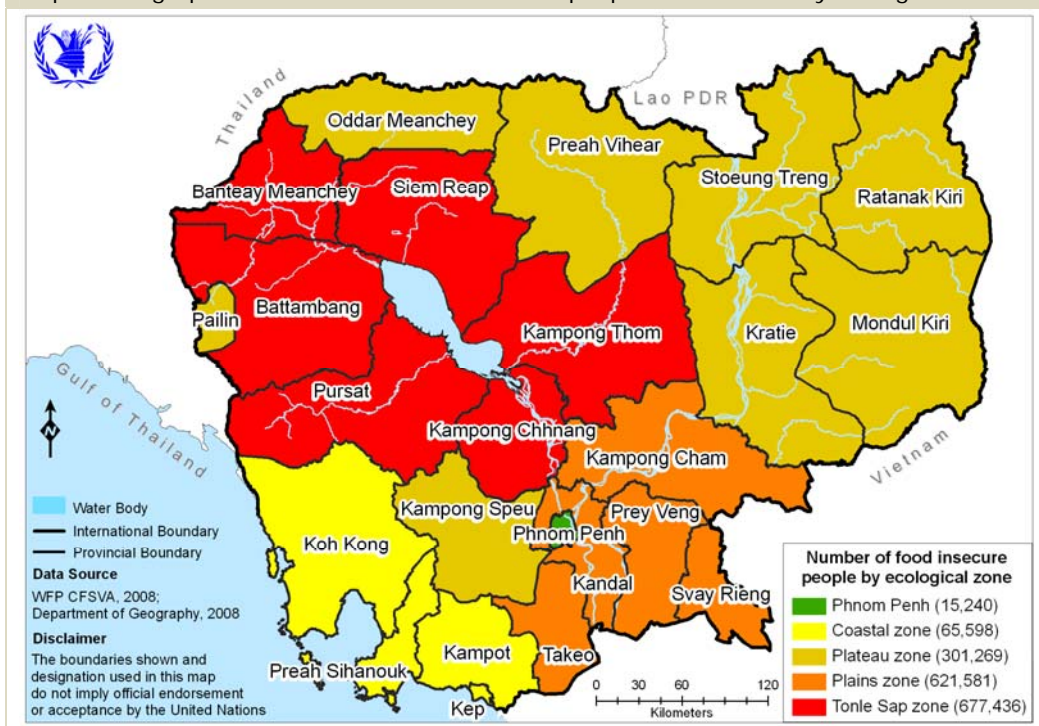 Thailand
Lao PDR
Oddar Meanchey
Preah Vihear
Stoeung Treng
Banteay Meanchey
Siem Reap
Ratanak Kiri
Battambang
Pailin
Kampong Thom
Kratie
Mondul Kiri
Gulf of Thailand
Pursat
Kampong Chhnang
Kampong Cham
Vietnam
Kampong Speu
Prey Veng
Phnom Penh
Koh Kong
Kandal
Svay Rieng
Preah Sihanouk
Kampot
Takeo
Kep
Water Body
International Boundary
Provincial Boundary
Data Source
WFP CFSVA, 2008;
Department of Geography, 2008
Disclaimer
The boundaries shown and
designation used in this map
do not imply official endorsement
or acceptance by the United Nations
0 30 60 120
Kilometers
Number of food insecure
people by ecological zone
Phnom Penh (15,240)
Coastal zone (65,598)
Plateau zone (301,269)
Plains zone (621,581)
Tonle Sap zone (677,436)